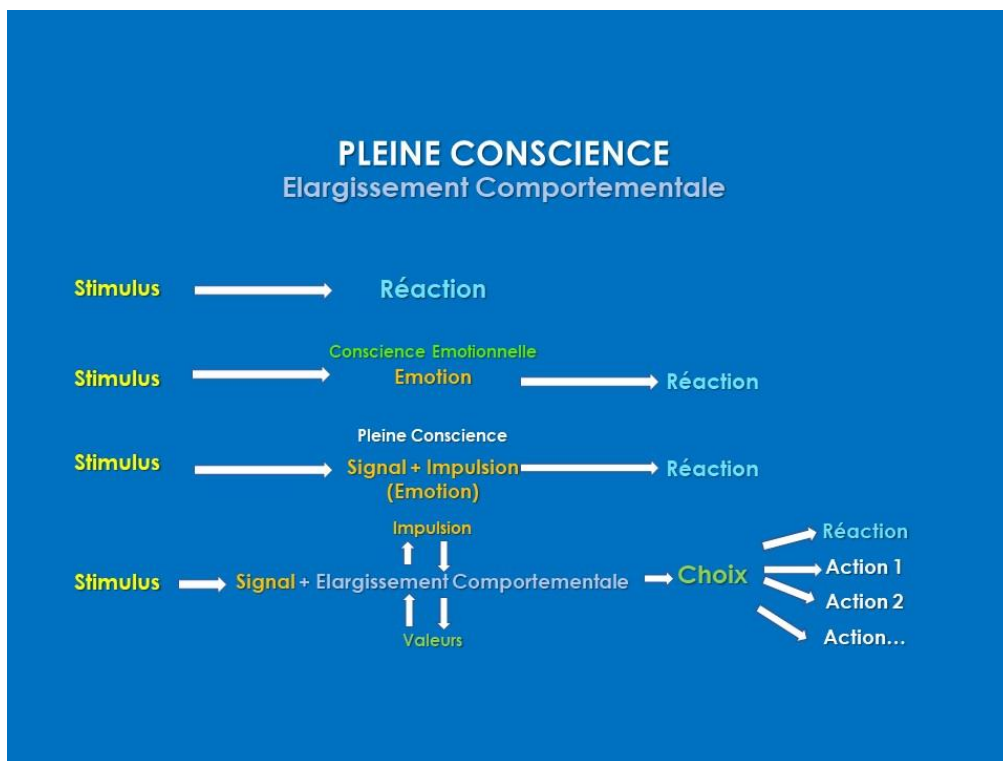 PLEINE CONSCIENCE
Elargissement Comportementale
Stimulus Réaction
Conscience Emotionnelle
Stimulus Emotion Réaction
Pleine Conscience
Stimulus Signal + Impulsion Réaction
(Emotion)
Impulsion
Réaction
Stimulus Signal + Elargissement Comportementale Choix Action 1
Action 2
Valeurs Action...